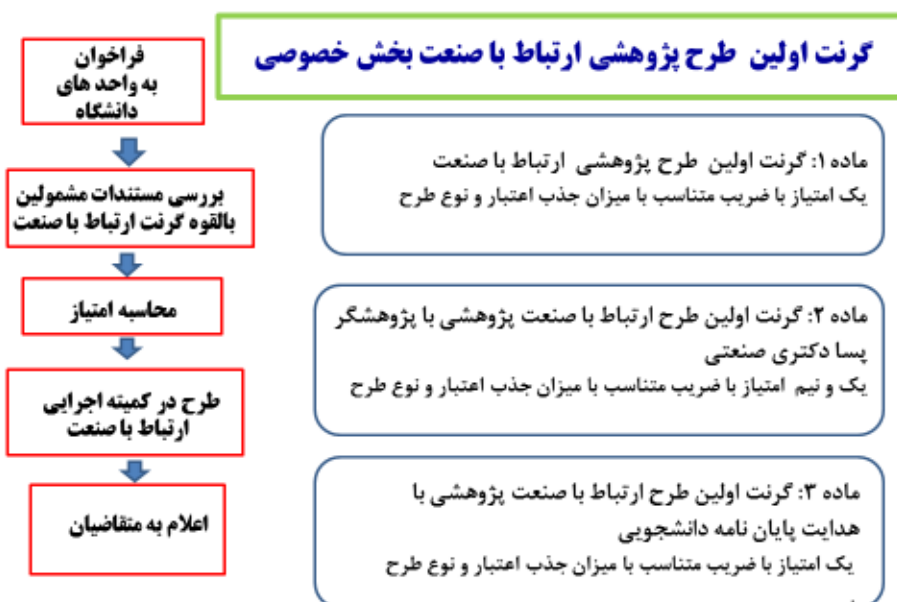 گرنت اولین طرح پژوهشی ارتباط با صنعت بخش خصوصی
فراخوان
به واحد های
دانشگاه
بررسی مستندات مشمولین
بالقوه گرنت ارتباط با صنعت
محاسبه امتیاز
طرح در کمیته اجرایی
ارتباط با صنعت
اعلام به متقاضیان
ماده ۱: گرنت اولین طرح پژوهشی ارتباط با صنعت
یک امتیاز با ضریب متناسب با میزان جذب اعتبار و نوع طرح
ماده ۲: گرنت اولین طرح ارتباط با صنعت پژوهشی با پژوهشگر
پسا دکتری صنعتی
یک و نیم امتیاز با ضریب متناسب با میزان جذب اعتبار و نوع طرح
ماده ۳: گرنت اولین طرح ارتباط با صنعت پژوهشی با
هدایت پایان نامه دانشجویی
یک امتیاز با ضریب متناسب با میزان جذب اعتبار و نوع طرح